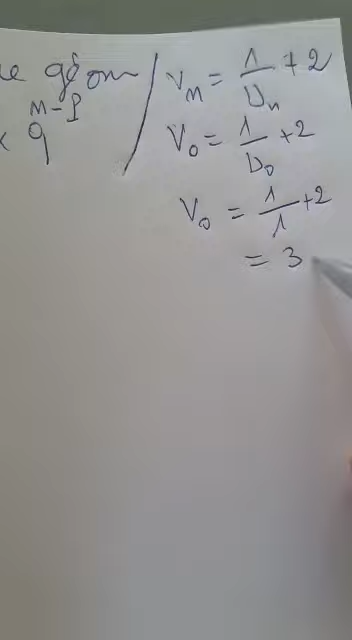 e géom
× q^{n-p}
V_n = 1/U_n + 2
V_0 = 1/U_0 + 2
V_0 = 1/1 + 2
= 3